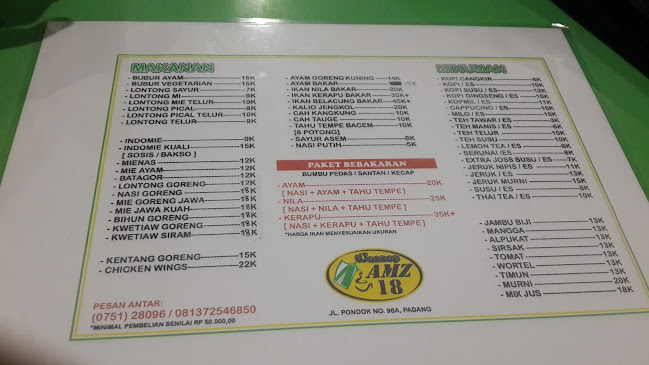 MAKANAN
- BUBUR AYAM 15K
- BUBUR VEGETARIAN 15K
- LONTONG SAYUR 7K
- LONTONG MI 9K
- LONTONG MIE TELUR 10K
- LONTONG PICAL 8K
- LONTONG PICAL TELUR 10K
- LONTONG TELUR 9K
- INDOMIE 9K
- INDOMIE KUALI 15K
[ SOSIS / BAKSO ]
- MIENAS 12K
- MIE AYAM 12K
- BATAGOR 12K
- LONTONG GORENG 12K
- NASI GORENG 18K
- MIE GORENG JAWA 18K
- MIE JAWA KUAH 18K
- BIHUN GORENG 18K
- KWETIAW GORENG 18K
- KWETIAW SIRAM 18K
- KENTANG GORENG 15K
- CHICKEN WINGS 22K
PESAN ANTAR:
(0751) 28096 / 081372546850
*MINIMAL PEMBELIAN SENILAI RP 50.000,00
- AYAM GORENG KUNING 14K
- AYAM BAKAR
- IKAN NILA BAKAR 20K
- IKAN KERAPU BAKAR 35K+
- IKAN BELACUNG BAKAR 45K+
- KALIO JENGKOL 20K
- CAH KANGKUNG 10K
- CAH TAUGE 10K
- TAHU TEMPE BACEM 10K
[6 POTONG]
- SAYUR ASEM 8K
- NASI PUTIH 5K
PAKET BEBAKARAN
BUMBU PEDAS / SANTAN / KECAP
- AYAM 20K
[ NASI + AYAM + TAHU TEMPE ]
- NILA 25K
[ NASI + NILA + TAHU TEMPE ]
- KERAPU 35K+
[ NASI + KERAPU + TAHU TEMPE ]
*HARGA IKAN MENYESUAIKAN UKURAN
AMZ
18
JL. PONDOK NO. 96A, PADANG
MINUMAN
- KOPI CANGKIR 6K
- KOPI / ES 8K
- KOPI SUSU / ES 12K
- KOPI GINGSENG / ES 10K
- KOPMIL / ES 11K
- CAPPUCINO / ES 10K
- MILO / ES 10K
- TEH TAWAR / ES 3K
- TEH MANIS / ES 6K
- TEH TELUR 10K
- LEMON TEA / ES 8K
- SERUNAI / ES 8K
- EXTRA JOSS SUSU / ES 7K
- JERUK NIPIS / ES 11K
- JERUK / ES 13K
- JERUK MURNI 15K
- SUSU / ES 8K
- THAI TEA / ES 10K
- JAMBU BIJI 13K
- MANGGA 13K
- ALPUKAT 13K
- SIRSAK 13K
- TOMAT 13K
- WORTEL 13K
- TIMUN 13K
- MURNI 20K
- MIX JUS 18K